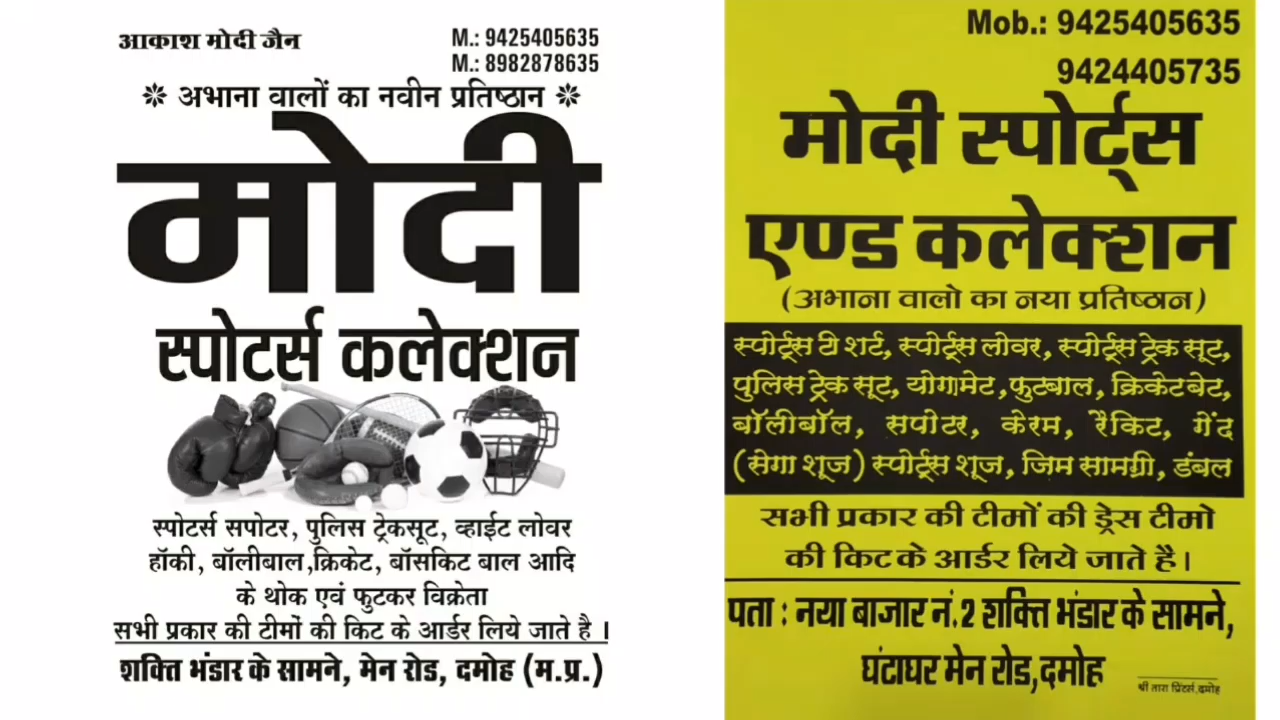 आकाश मोदी जैन
M.: 9425405635
M.: 8982878635
अभाना वालों का नवीन प्रतिष्ठान
मोदी
स्पोटर्स कलेक्शन
स्पोटर्स सपोटर, पुलिस ट्रेकसूट, व्हाईट लोवर
हॉकी, बॉलीबाल,क्रिकेट, बॉसकिट बाल आदि
के थोक एवं फुटकर विक्रेता
सभी प्रकार की टीमों की किट के आर्डर लिये जाते है ।
शक्ति भंडार के सामने, मेन रोड, दमोह (म.प्र.)
Mob.: 9425405635
9424405735
मोदी स्पोर्ट्स
एण्ड कलेक्शन
(अभाना वालो का नया प्रतिष्ठान)
स्पोर्ट्स टी शर्ट, स्पोर्ट्स लोवर, स्पोर्ट्स ट्रेक सूट,
पुलिस ट्रेक सूट, योगामेट, फुटबाल, क्रिकेट बेट,
बॉलीबॉल, सपोटर, केरम, रैकिट, गेंद
(सेगा शूज) स्पोर्ट्स शूज, जिम सामग्री, डंबल
सभी प्रकार की टीमों की ड्रेस टीमो
की किट के आर्डर लिये जाते है।
पता : नया बाजार नं. 2 शक्ति भंडार के सामने,
घंटाघर मेन रोड,दमोह
श्री तारा प्रिंटर्स,दमोह